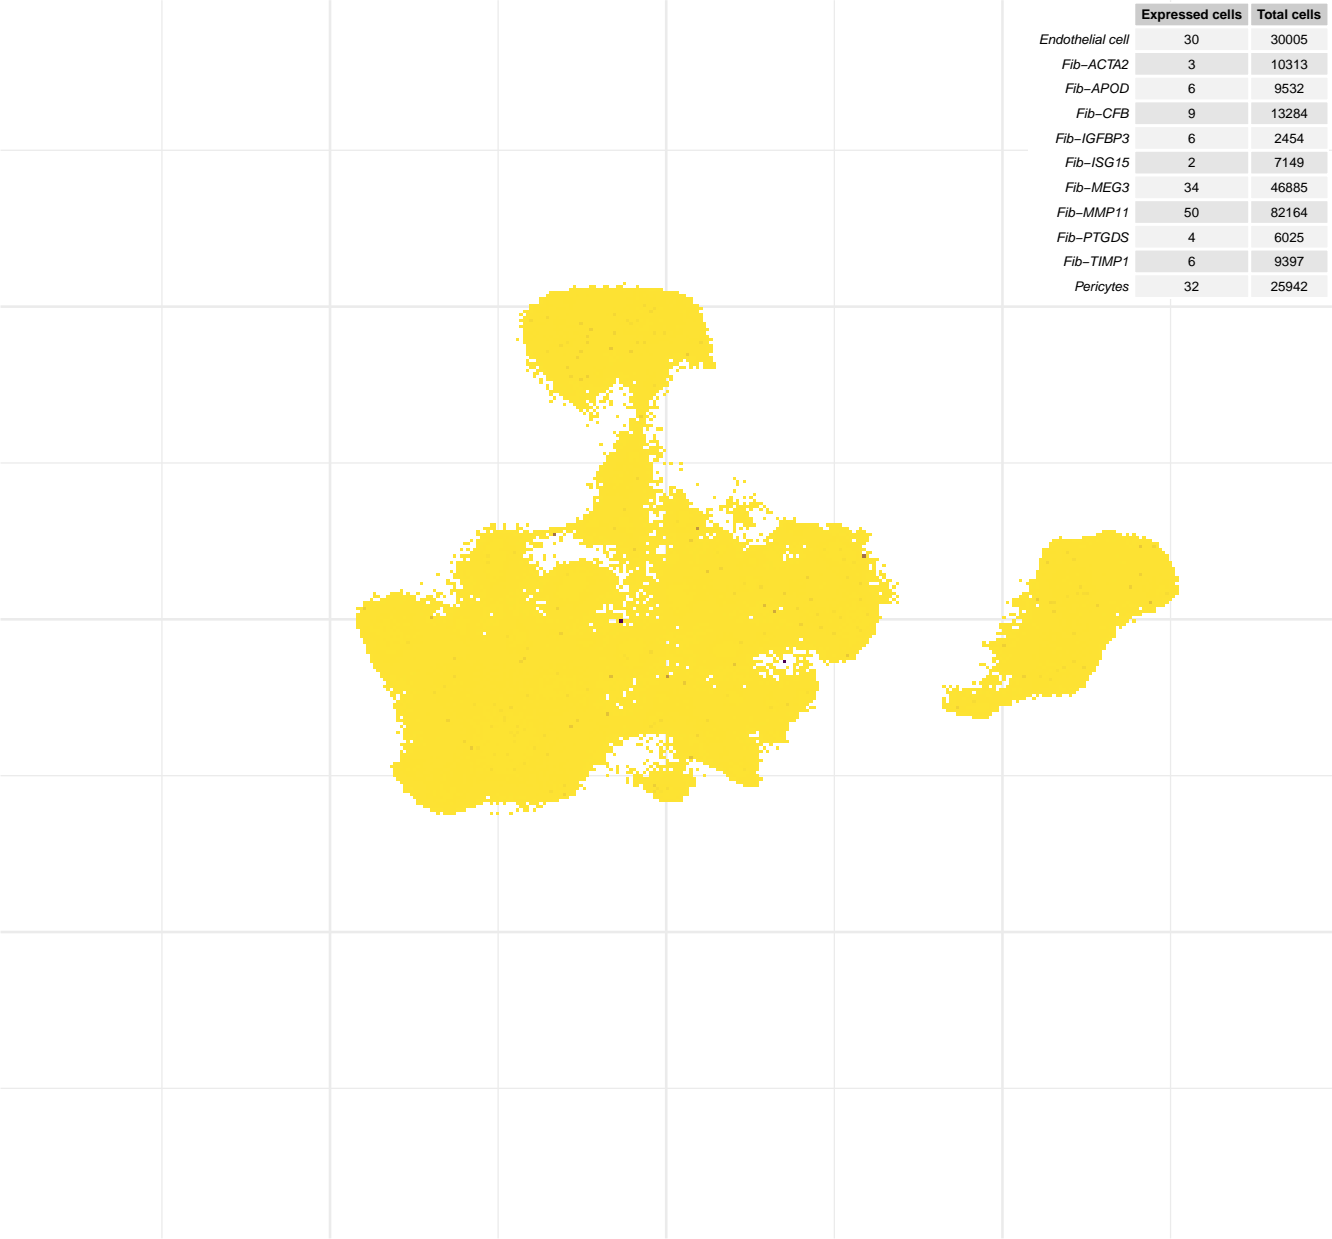 Expressed cells Total cells
Endothelial cell 30 30005
Fib−ACTA2 3 10313
Fib−APOD 6 9532
Fib−CFB 9 13284
Fib−IGFBP3 6 2454
Fib−ISG15 2 7149
Fib−MEG3 34 46885
Fib−MMP11 50 82164
Fib−PTGDS 4 6025
Fib−TIMP1 6 9397
Pericytes 32 25942